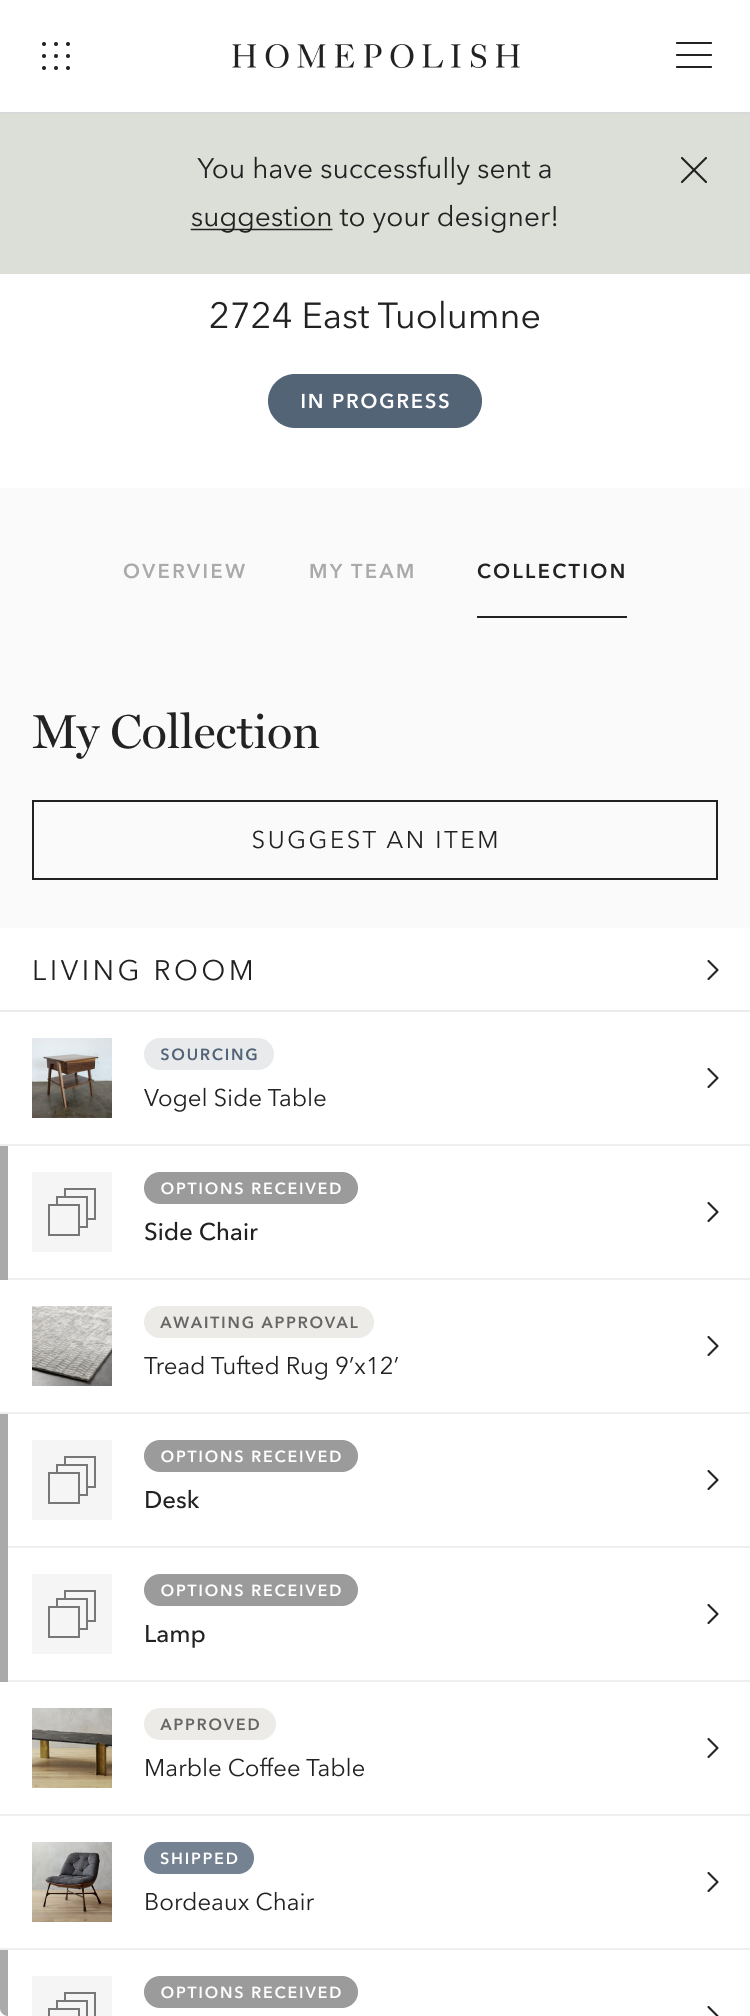 HOMEPOLISH
You have successfully sent a
suggestion to your designer!
2724 East Tuolumne
IN PROGRESS
OVERVIEW MY TEAM COLLECTION
My Collection
SUGGEST AN ITEM
LIVING ROOM
SOURCING
Vogel Side Table
OPTIONS RECEIVED
Side Chair
AWAITING APPROVAL
Tread Tufted Rug 9’x12’
OPTIONS RECEIVED
Desk
OPTIONS RECEIVED
Lamp
APPROVED
Marble Coffee Table
SHIPPED
Bordeaux Chair
OPTIONS RECEIVED